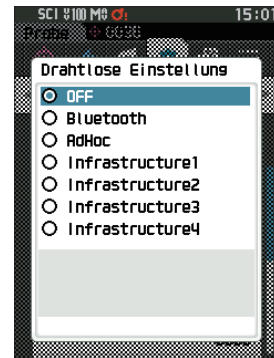 SCI 100 M 15:0
Probe
Drahtlose Einstellung
OFF
Bluetooth
AdHoc
Infrastructure1
Infrastructure2
Infrastructure3
Infrastructure4